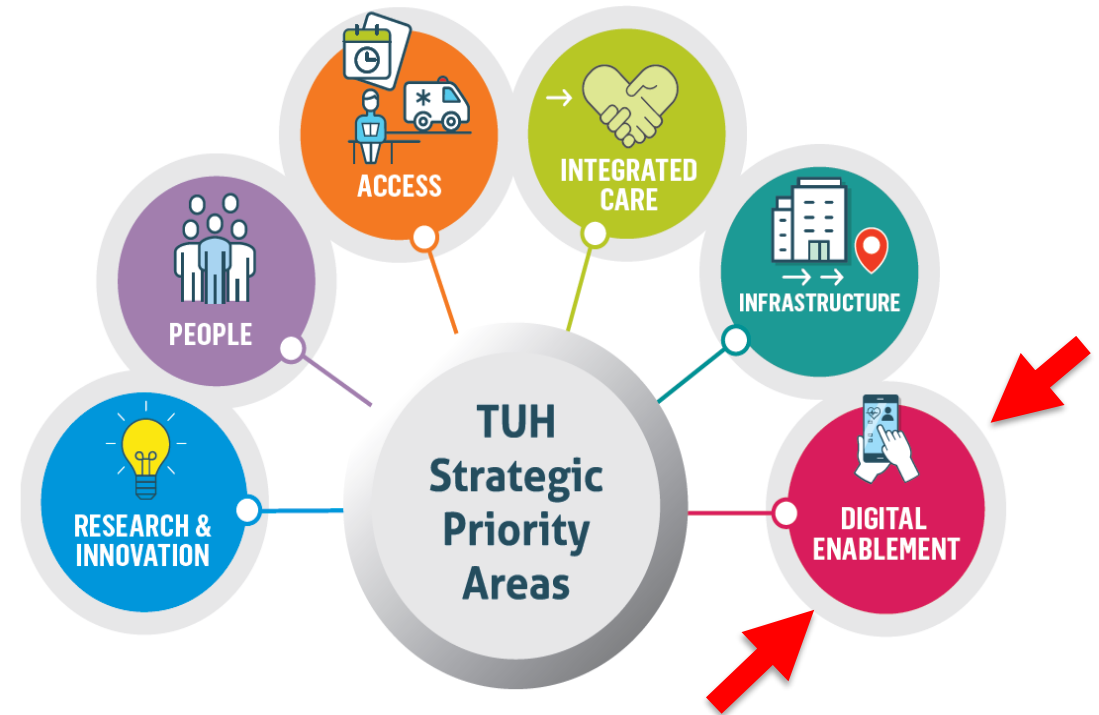 ACCESS
INTEGRATED
CARE
PEOPLE
INFRASTRUCTURE
RESEARCH &
INNOVATION
TUH
Strategic
Priority
Areas
DIGITAL
ENABLEMENT